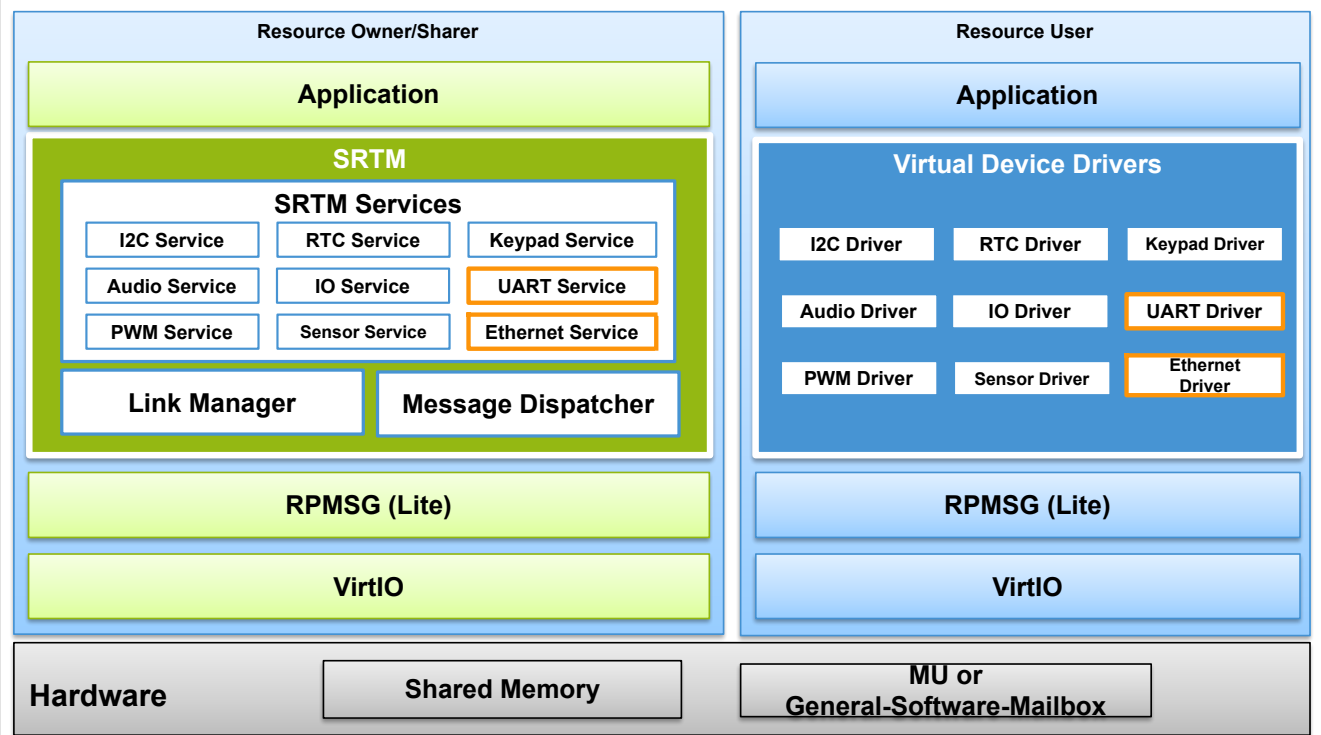 Resource Owner/Sharer
Application
SRTM
SRTM Services
I2C Service
RTC Service
Keypad Service
Audio Service
IO Service
UART Service
PWM Service
Sensor Service
Ethernet Service
Link Manager
Message Dispatcher
RPMSG (Lite)
VirtIO
Resource User
Application
Virtual Device Drivers
I2C Driver
RTC Driver
Keypad Driver
Audio Driver
IO Driver
UART Driver
PWM Driver
Sensor Driver
Ethernet
Driver
RPMSG (Lite)
VirtIO
Hardware
Shared Memory
MU or
General-Software-Mailbox